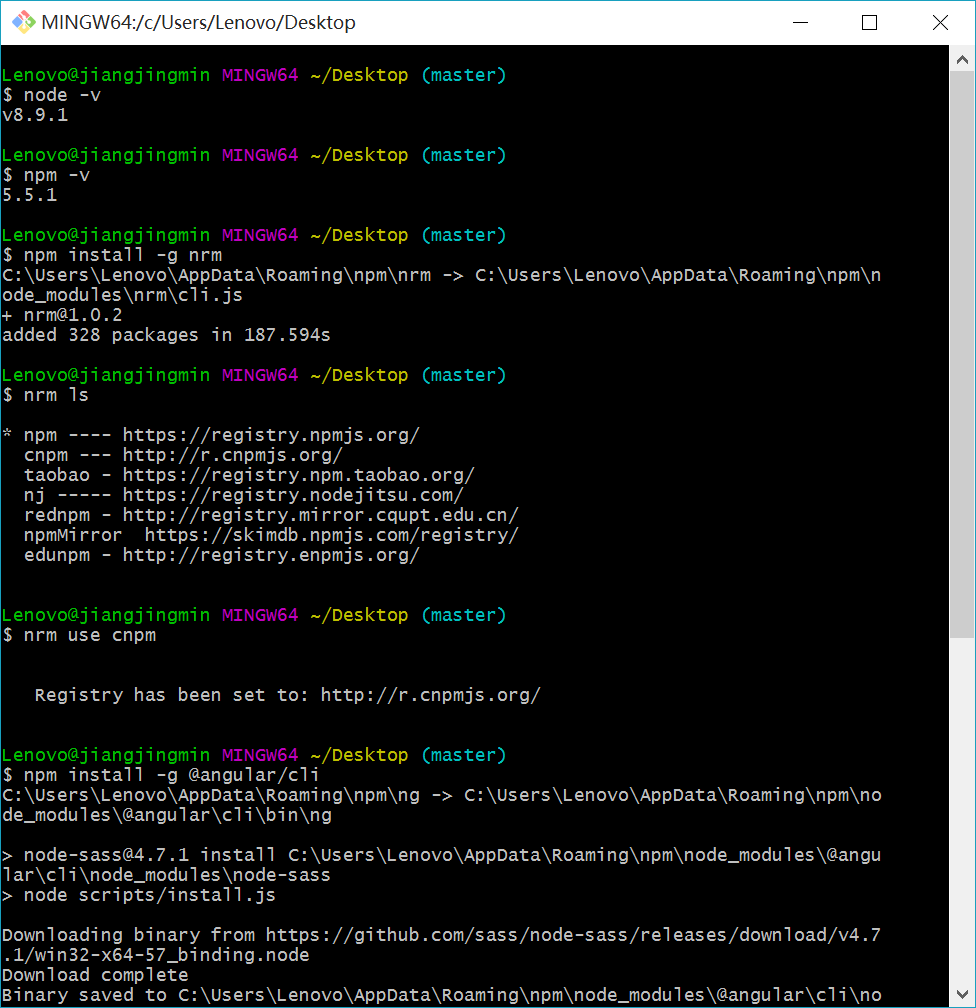 MINGW64:/c/Users/Lenovo/Desktop
Lenovo@jiangjingmin MINGW64 ~/Desktop (master)
$ node -v
v8.9.1
Lenovo@jiangjingmin MINGW64 ~/Desktop (master)
$ npm -v
5.5.1
Lenovo@jiangjingmin MINGW64 ~/Desktop (master)
$ npm install -g nrm
C:\Users\Lenovo\AppData\Roaming\npm\nrm -> C:\Users\Lenovo\AppData\Roaming\npm\n
ode_modules\nrm\cli.js
+ nrm@1.0.2
added 328 packages in 187.594s
Lenovo@jiangjingmin MINGW64 ~/Desktop (master)
$ nrm ls
* npm ---- https://registry.npmjs.org/
  cnpm --- http://r.cnpmjs.org/
  taobao - https://registry.npm.taobao.org/
  nj ----- https://registry.nodejitsu.com/
  rednpm - http://registry.mirror.cqupt.edu.cn/
  npmMirror  https://skimdb.npmjs.com/registry/
  edunpm - http://registry.enpmjs.org/
Lenovo@jiangjingmin MINGW64 ~/Desktop (master)
$ nrm use cnpm
   Registry has been set to: http://r.cnpmjs.org/
Lenovo@jiangjingmin MINGW64 ~/Desktop (master)
$ npm install -g @angular/cli
C:\Users\Lenovo\AppData\Roaming\npm\ng -> C:\Users\Lenovo\AppData\Roaming\npm\no
de_modules\@angular\cli\bin\ng
> node-sass@4.7.1 install C:\Users\Lenovo\AppData\Roaming\npm\node_modules\@angu
lar\cli\node_modules\node-sass
> node scripts/install.js
Downloading binary from https://github.com/sass/node-sass/releases/download/v4.7
.1/win32-x64-57_binding.node
Download complete
Binary saved to C:\Users\Lenovo\AppData\Roaming\npm\node_modules\@angular\cli\no